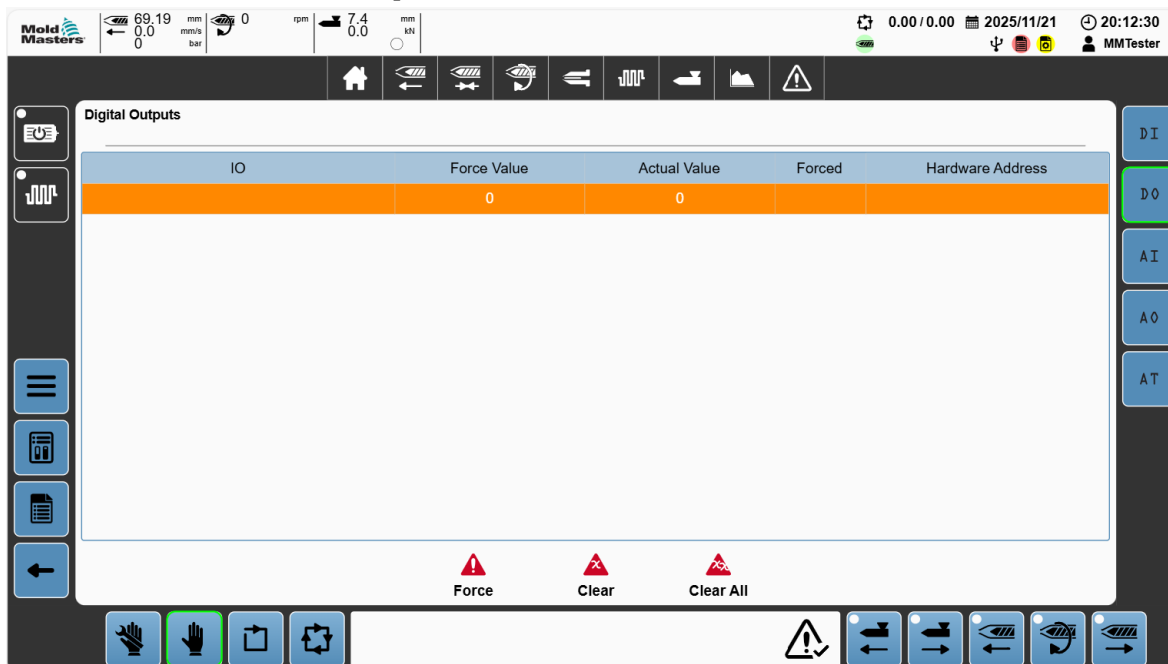 Mold
Masters
69.19 mm
0.0 mm/s
0 bar
0 rpm
7.4 mm
0.0 kN
0.00 / 0.00
2025/11/21
20:12:30
MMTester
Digital Outputs
IO Force Value Actual Value Forced Hardware Address
0 0
DI
DO
AI
AO
AT
Force Clear Clear All